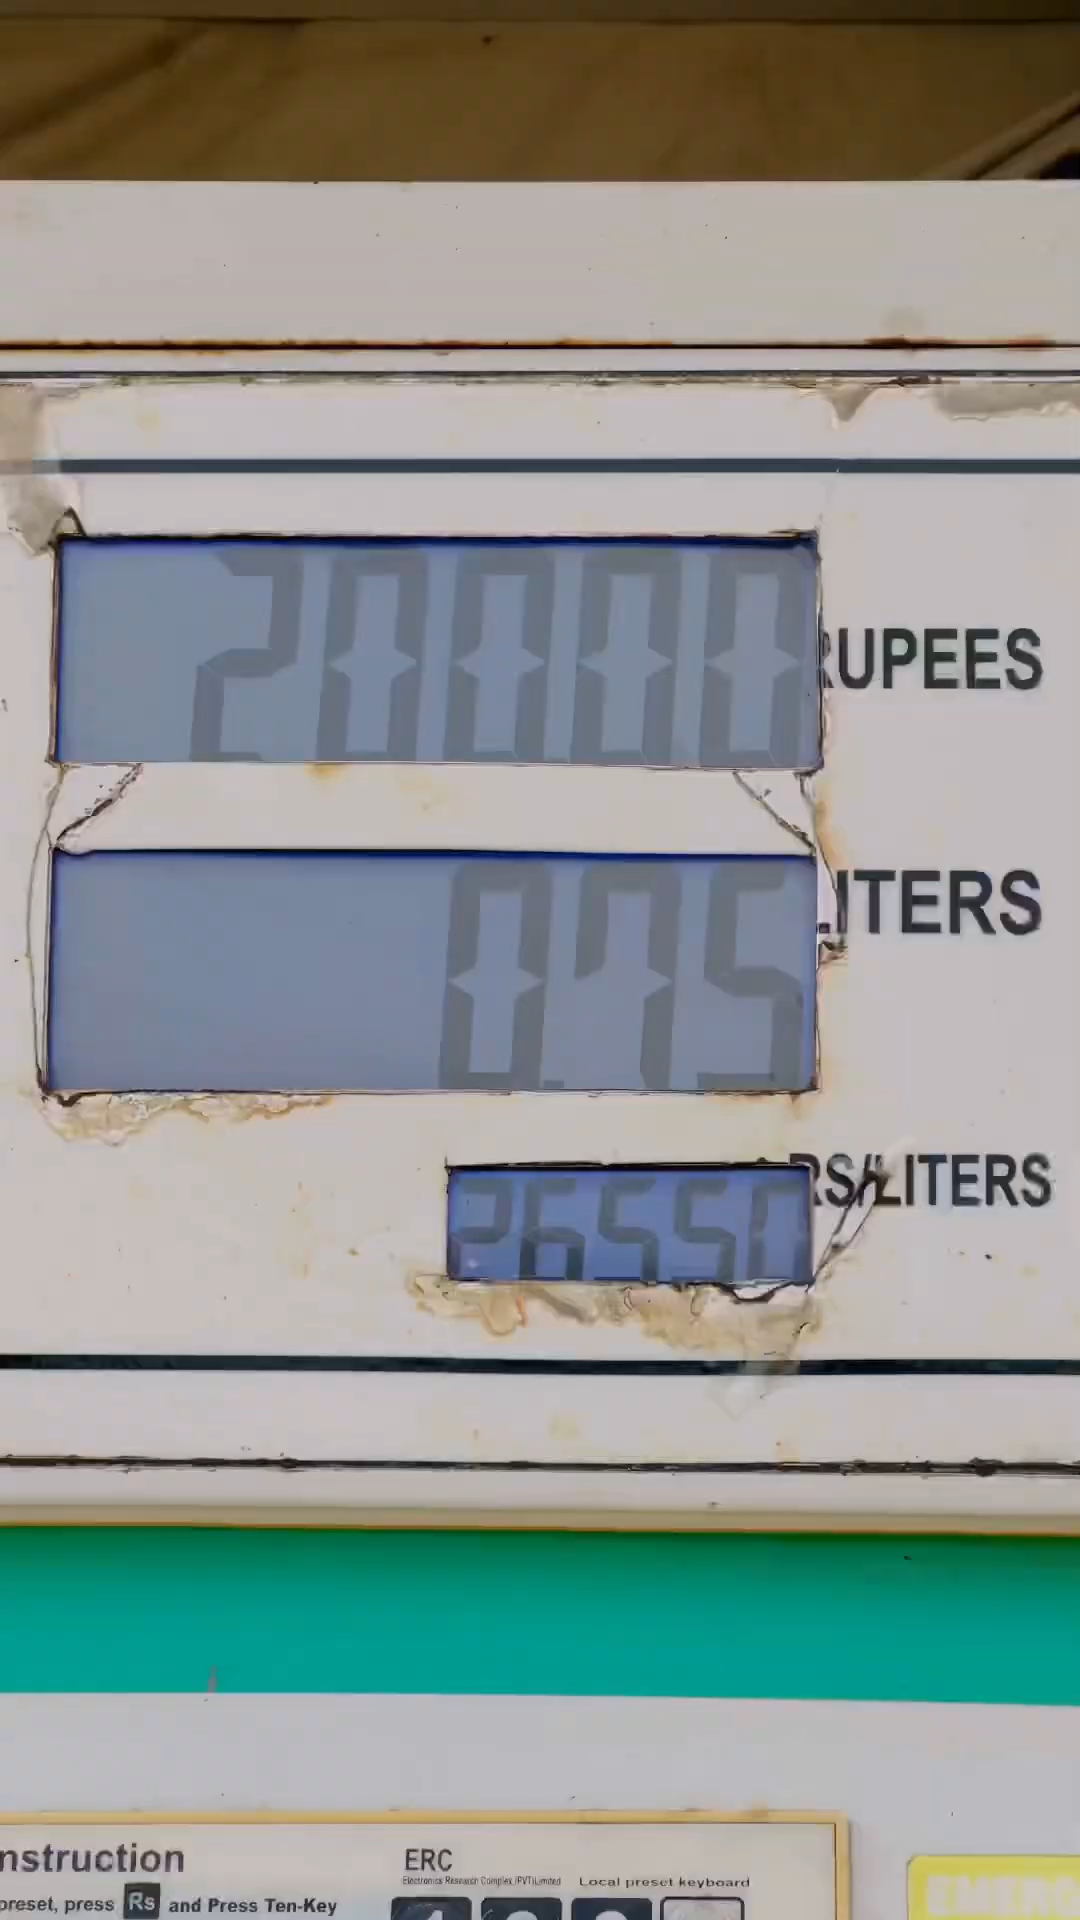 20000
RUPEES
0.75
LITERS
26550
RS/LITERS
nstruction
preset, press Rs and Press Ten-Key
ERC
Electronics Research Complex (PVT)Limited
Local preset keyboard
EMERG